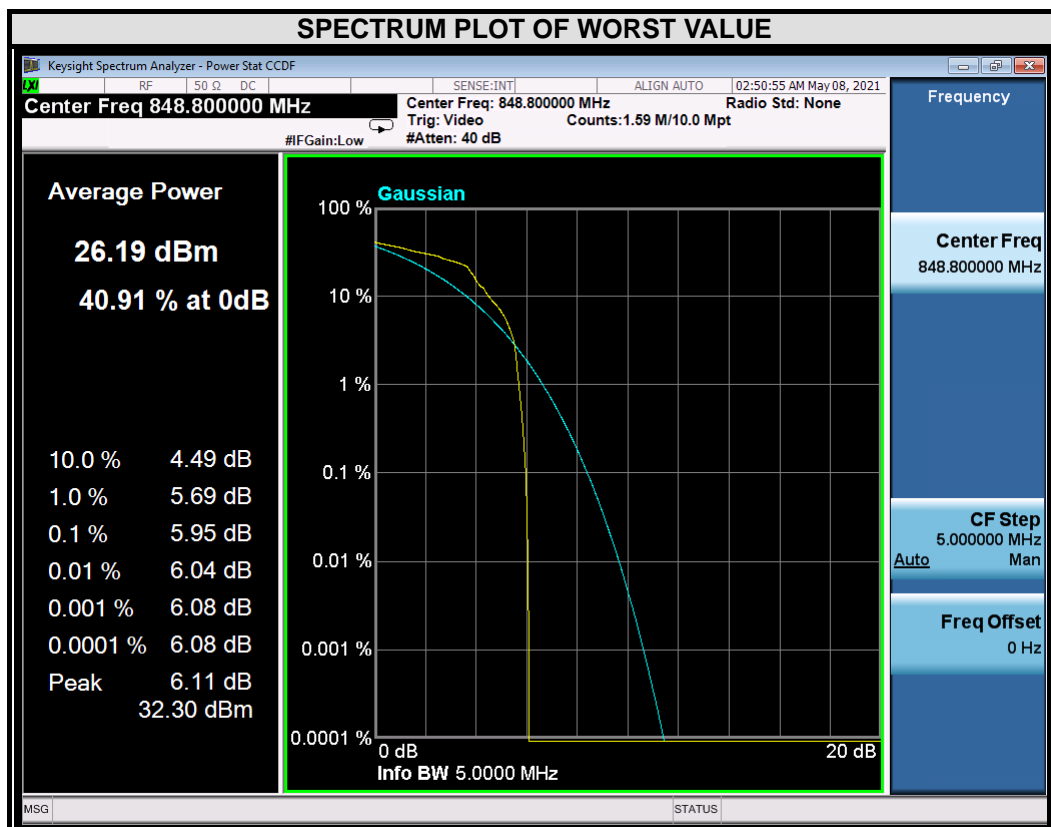 SPECTRUM PLOT OF WORST VALUE
Keysight Spectrum Analyzer - Power Stat CCDF
LXI RF 50 Ω DC SENSE:INT ALIGN AUTO 02:50:55 AM May 08, 2021
Center Freq 848.800000 MHz
#IFGain:Low
Center Freq: 848.800000 MHz Radio Std: None
Trig: Video Counts:1.59 M/10.0 Mpt
#Atten: 40 dB
Average Power
26.19 dBm
40.91 % at 0dB
10.0 % 4.49 dB
1.0 % 5.69 dB
0.1 % 5.95 dB
0.01 % 6.04 dB
0.001 % 6.08 dB
0.0001 % 6.08 dB
Peak 6.11 dB
32.30 dBm
Gaussian
100 %
10 %
1 %
0.1 %
0.01 %
0.001 %
0.0001 %
0 dB 20 dB
Info BW 5.0000 MHz
Frequency
Center Freq
848.800000 MHz
CF Step
5.000000 MHz
Auto Man
Freq Offset
0 Hz
MSG STATUS